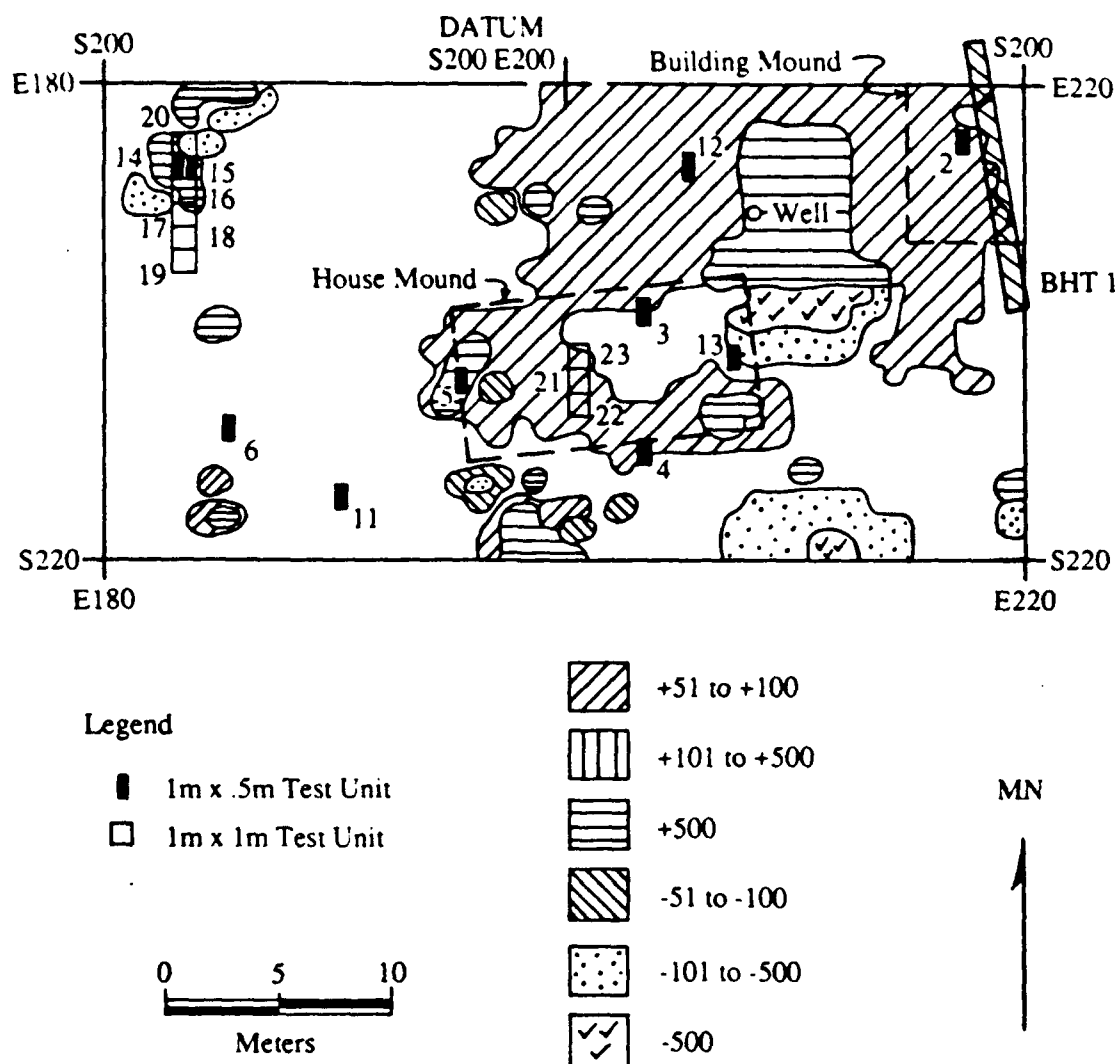 DATUM
S200
S200 E200
Building Mound
S200
E180
E220
20
12
14
15
2
16
Well
17
18
19
House Mound
BHT 1
3
23
13
5
21
22
6
4
11
S220
S220
E180
E220
Legend
1m x .5m Test Unit
1m x 1m Test Unit
0 5 10
Meters
+51 to +100
+101 to +500
+500
-51 to -100
-101 to -500
-500
MN